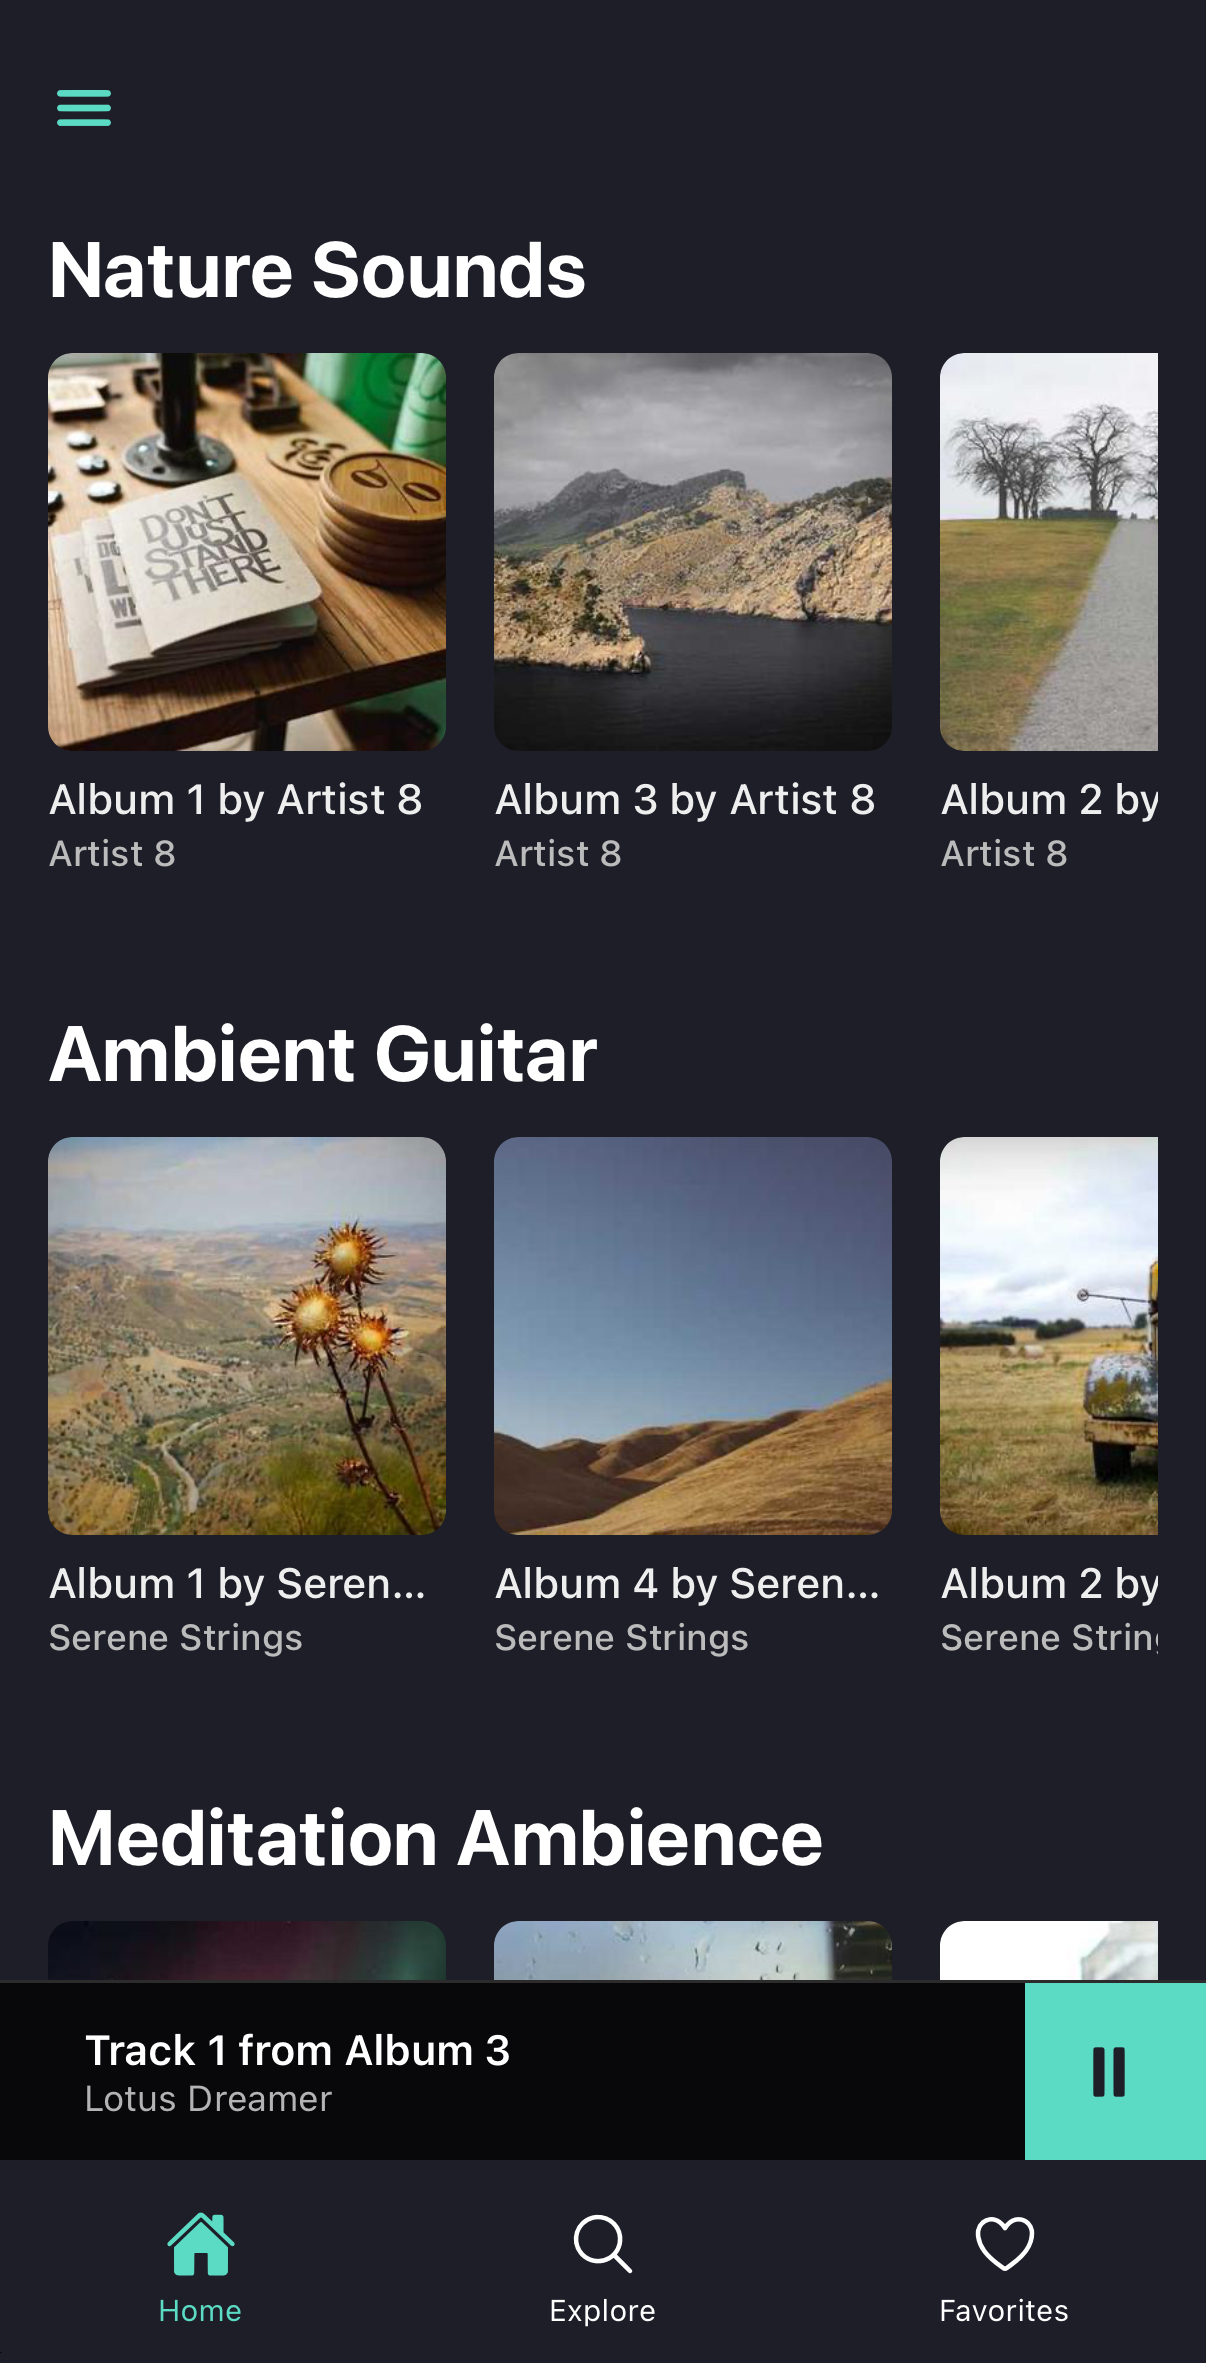 Nature Sounds
DON'T
JUST
STAND
THERE
Album 1 by Artist 8
Artist 8
Album 3 by Artist 8
Artist 8
Album 2 by
Artist 8
Ambient Guitar
Album 1 by Seren...
Serene Strings
Album 4 by Seren...
Serene Strings
Album 2 by
Serene String
Meditation Ambience
Track 1 from Album 3
Lotus Dreamer
Home
Explore
Favorites